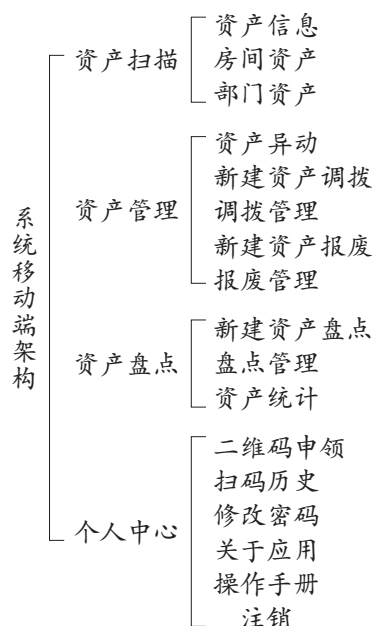 系统移动端架构
资产扫描
资产信息
房间资产
部门资产
资产管理
资产异动
新建资产调拨
调拨管理
新建资产报废
报废管理
资产盘点
新建资产盘点
盘点管理
资产统计
个人中心
二维码申领
扫码历史
修改密码
关于应用
操作手册
注销